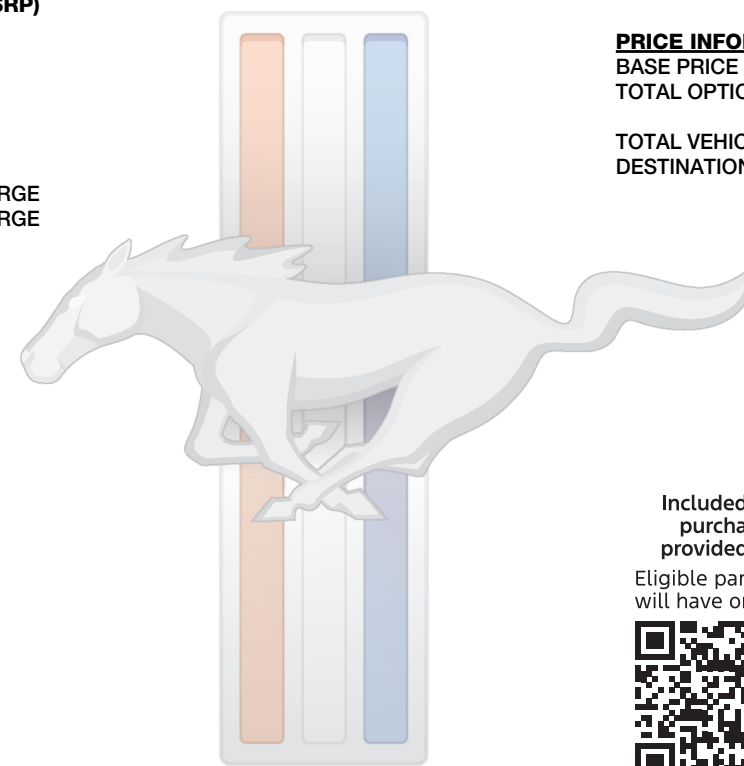 SRP)
RGE
RGE
PRICE INFO
BASE PRICE
TOTAL OPTIO
TOTAL VEHIC
DESTINATION
Included
purcha
provided
Eligible par
will have o